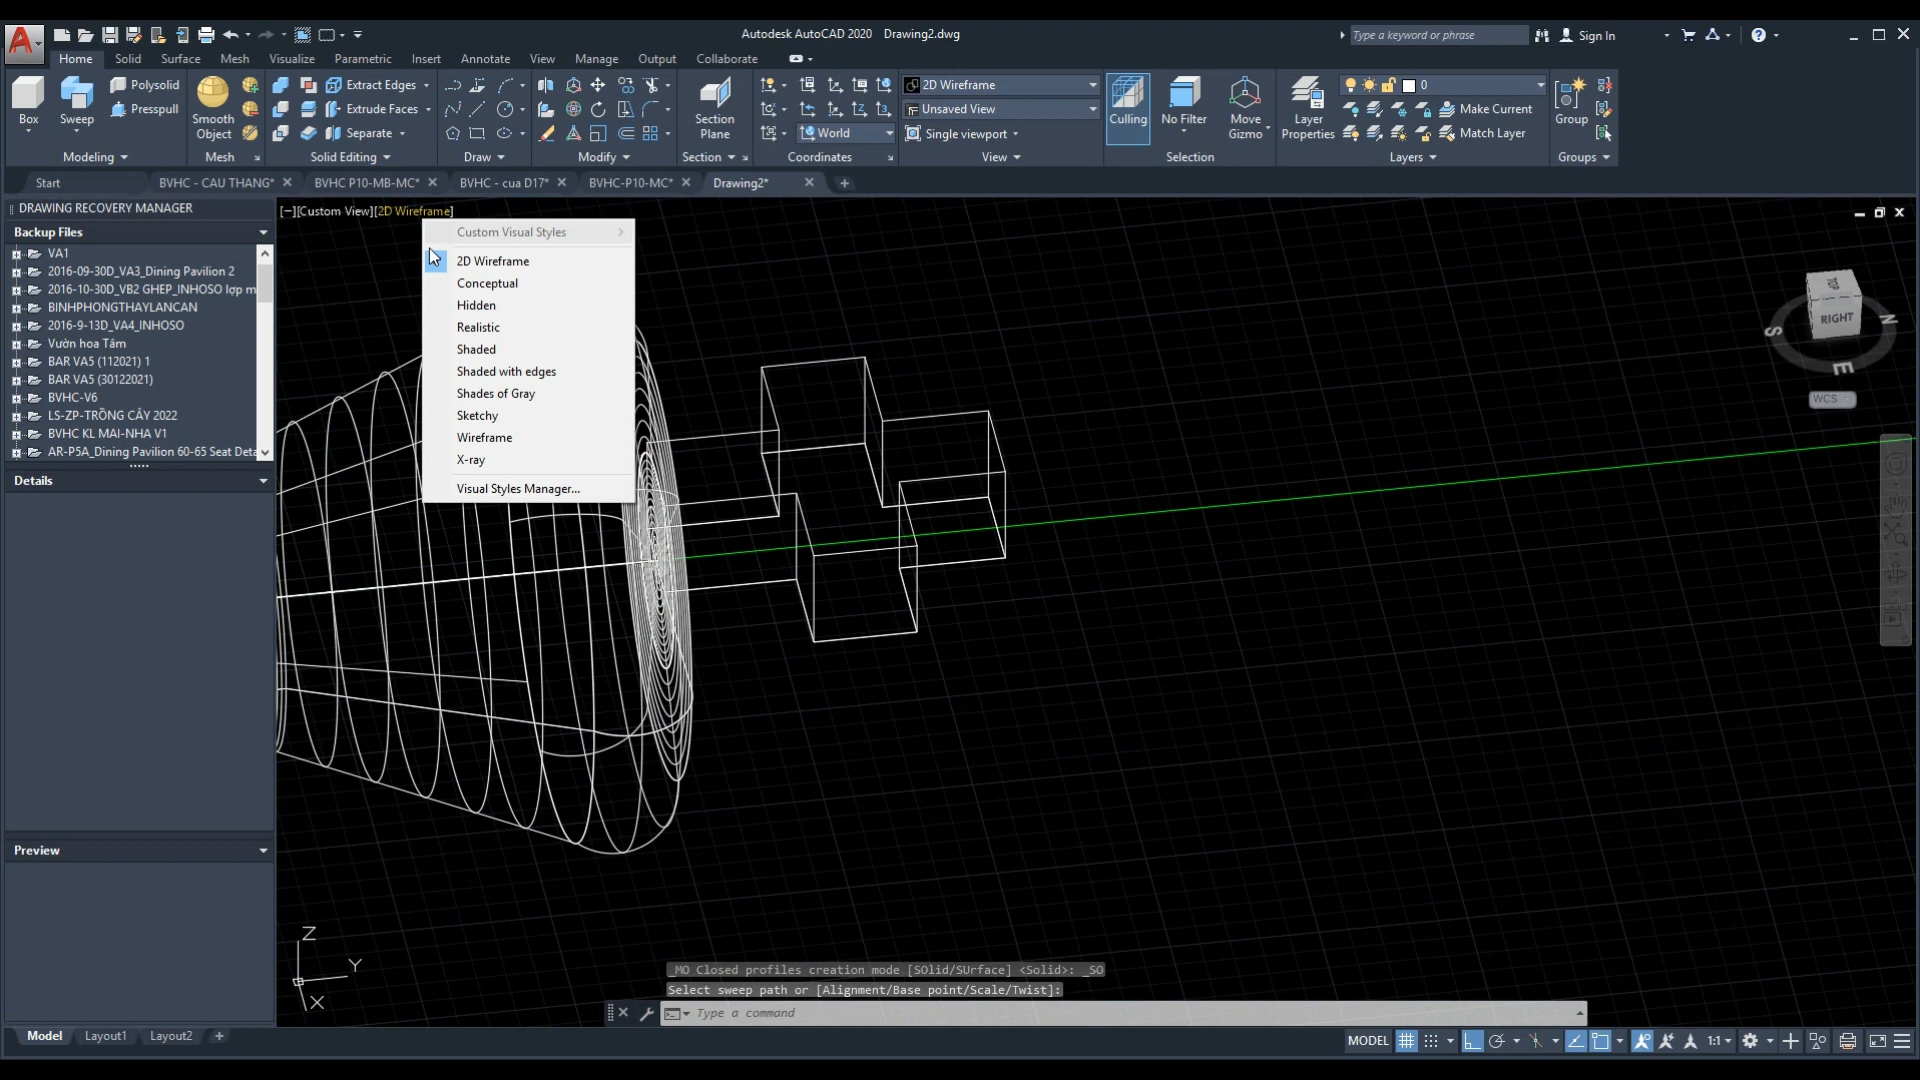 Autodesk AutoCAD 2020 Drawing2.dwg
Type a keyword or phrase
Sign In
Home Solid Surface Mesh Visualize Parametric Insert Annotate View Manage Output Collaborate
Box
Sweep
Polysolid
Presspull
Smooth
Object
Extract Edges
Extrude Faces
Separate
Section
Plane
World
2D Wireframe
Unsaved View
Single viewport
Culling
No Filter
Move
Gizmo
Layer
Properties
0
Make Current
Match Layer
Group
Modeling Mesh Solid Editing Draw Modify Section Coordinates View Selection Layers Groups
Start BVHC - CAU THANG* BVHC P10-MB-MC* BVHC - cua D17* BVHC-P10-MC* Drawing2*
DRAWING RECOVERY MANAGER
Backup Files
VA1
2016-09-30D_VA3_Dining Pavilion 2
2016-10-30D_VB2 GHEP_INHOSO lợp m
BINHPHONGTHAYLANCAN
2016-9-13D_VA4_INHOSO
Vườn hoa Tâm
BAR VA5 (112021) 1
BAR VA5 (30122021)
BVHC-V6
LS-ZP-TRỒNG CÂY 2022
BVHC KL MAI-NHA V1
AR-P5A_Dining Pavilion 60-65 Seat Deta
Details
Preview
[−][Custom View][2D Wireframe]
Custom Visual Styles
2D Wireframe
Conceptual
Hidden
Realistic
Shaded
Shaded with edges
Shades of Gray
Sketchy
Wireframe
X-ray
Visual Styles Manager...
TOP
RIGHT
S
N
E
WCS
Z
Y
X
_MO Closed profiles creation mode [SOlid/SUrface] <Solid>: _SO
Select sweep path or [Alignment/Base point/Scale/Twist]:
Type a command
Model Layout1 Layout2
MODEL
1:1